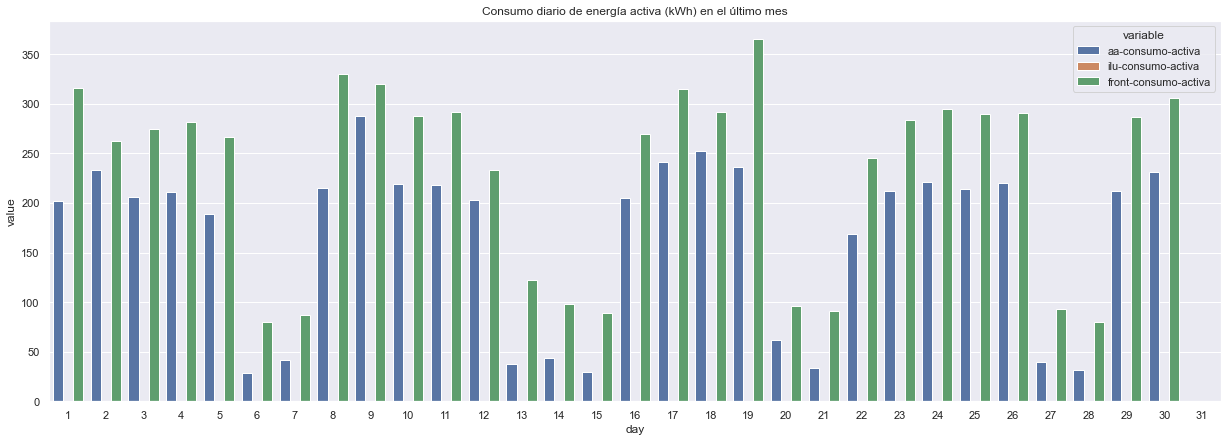 Consumo diario de energía activa (kWh) en el último mes
variable
aa-consumo-activa
ilu-consumo-activa
front-consumo-activa
value
350
300
250
200
150
100
50
0
1 2 3 4 5 6 7 8 9 10 11 12 13 14 15 16 17 18 19 20 21 22 23 24 25 26 27 28 29 30 31
day